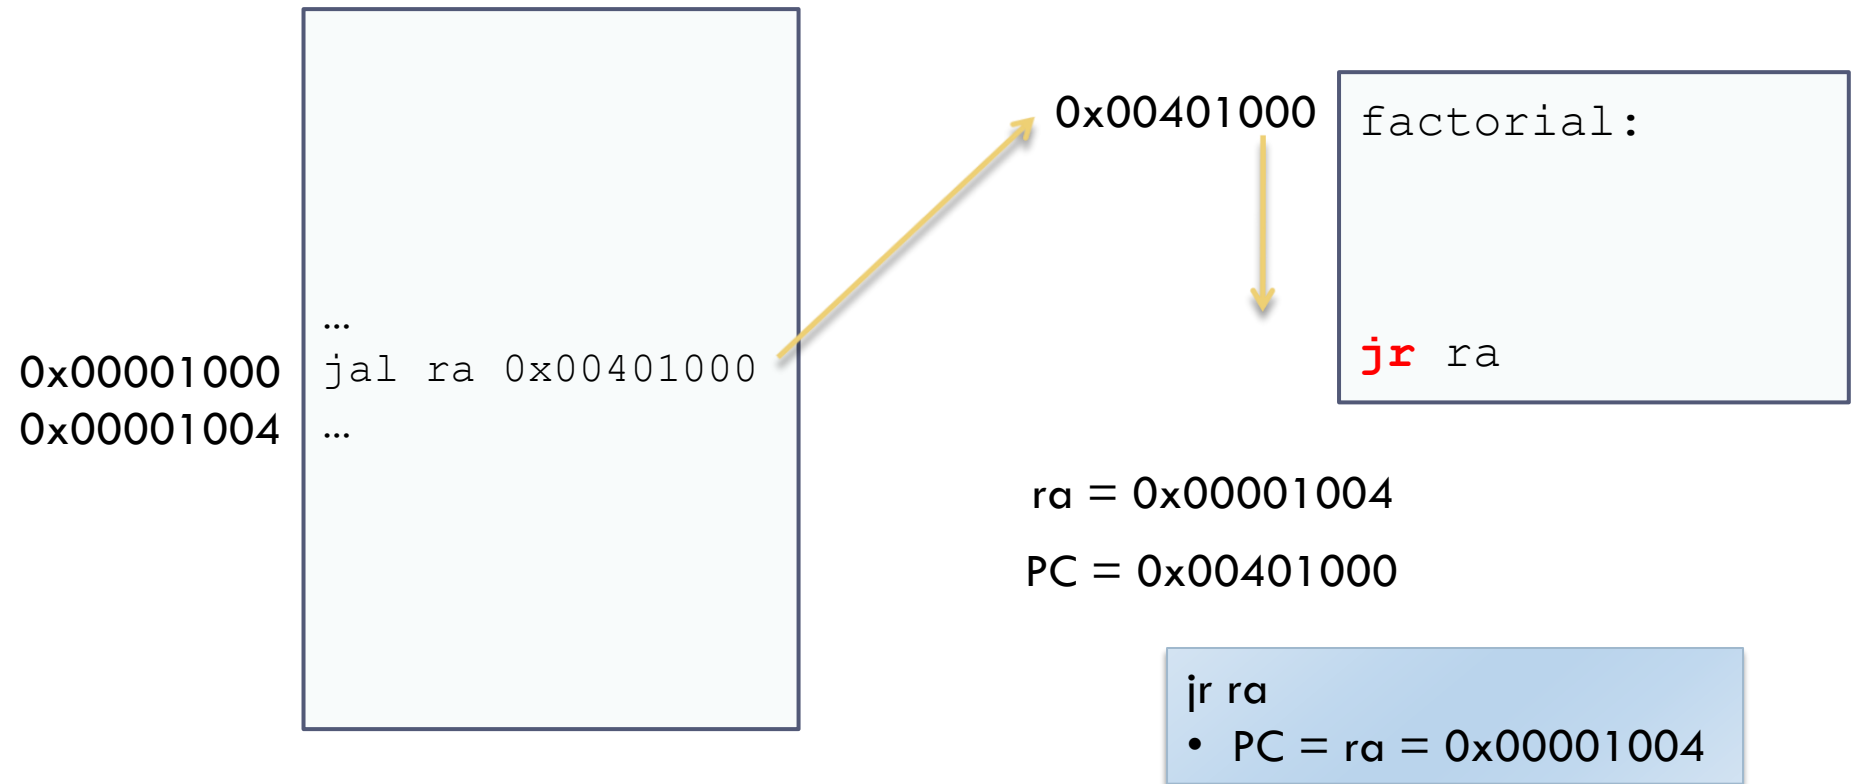 0x00401000
factorial:
…
0x00001000
jal ra 0x00401000
jr ra
0x00001004
…
ra = 0x00001004
PC = 0x00401000
jr ra
• PC = ra = 0x00001004